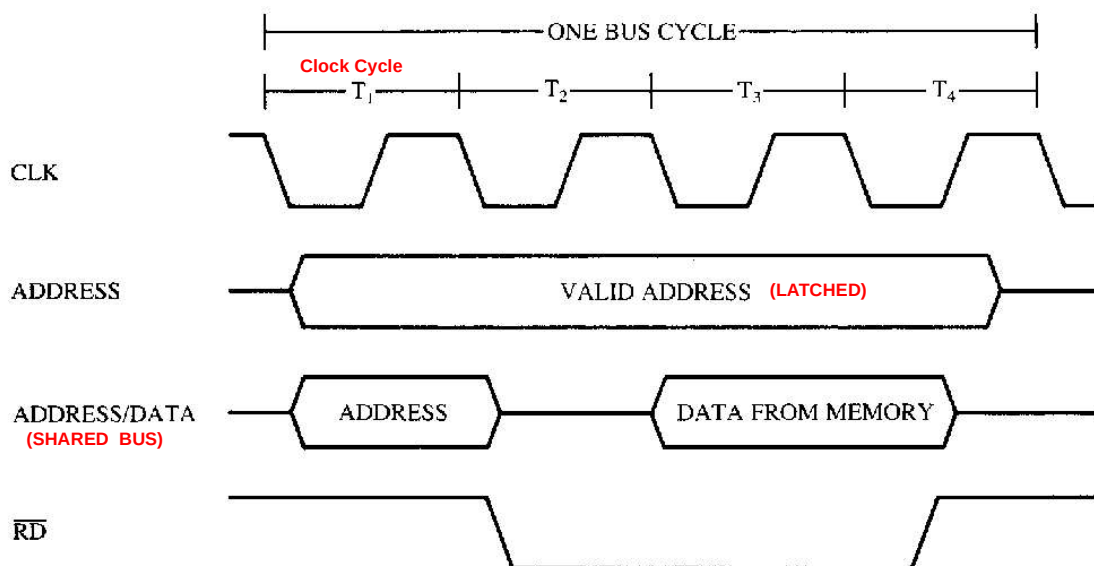 ONE BUS CYCLE
Clock Cycle
T₁ T₂ T₃ T₄
CLK
ADDRESS VALID ADDRESS (LATCHED)
ADDRESS/DATA ADDRESS DATA FROM MEMORY
(SHARED BUS)
R̅D̅